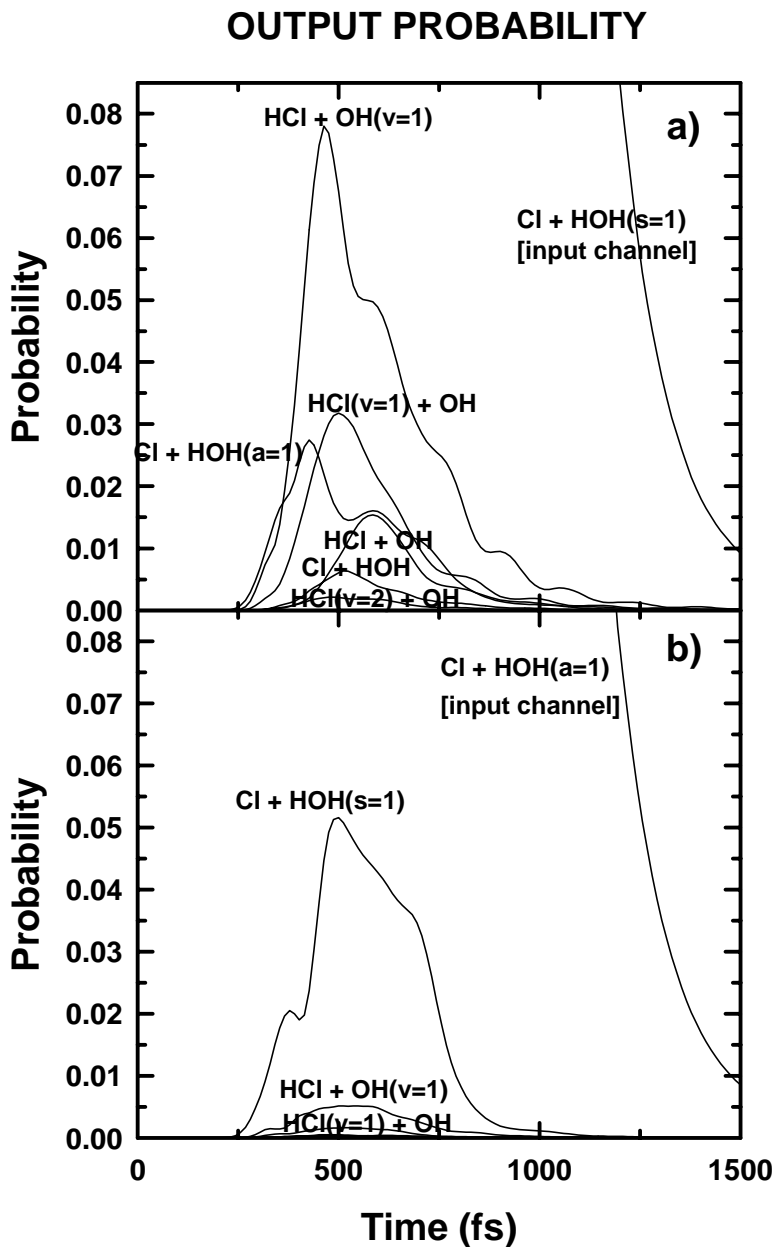 OUTPUT PROBABILITY
0.08
0.07
0.06
0.05
0.04
0.03
0.02
0.01
0.00
Probability
a)
HCl + OH(v=1)
Cl + HOH(s=1)
[input channel]
HCl(v=1) + OH
Cl + HOH(a=1)
HCl + OH
Cl + HOH
HCl(v=2) + OH
0.08
0.07
0.06
0.05
0.04
0.03
0.02
0.01
0.00
Probability
b)
Cl + HOH(a=1)
[input channel]
Cl + HOH(s=1)
HCl + OH(v=1)
HCl(v=1) + OH
0
500
1000
1500
Time (fs)